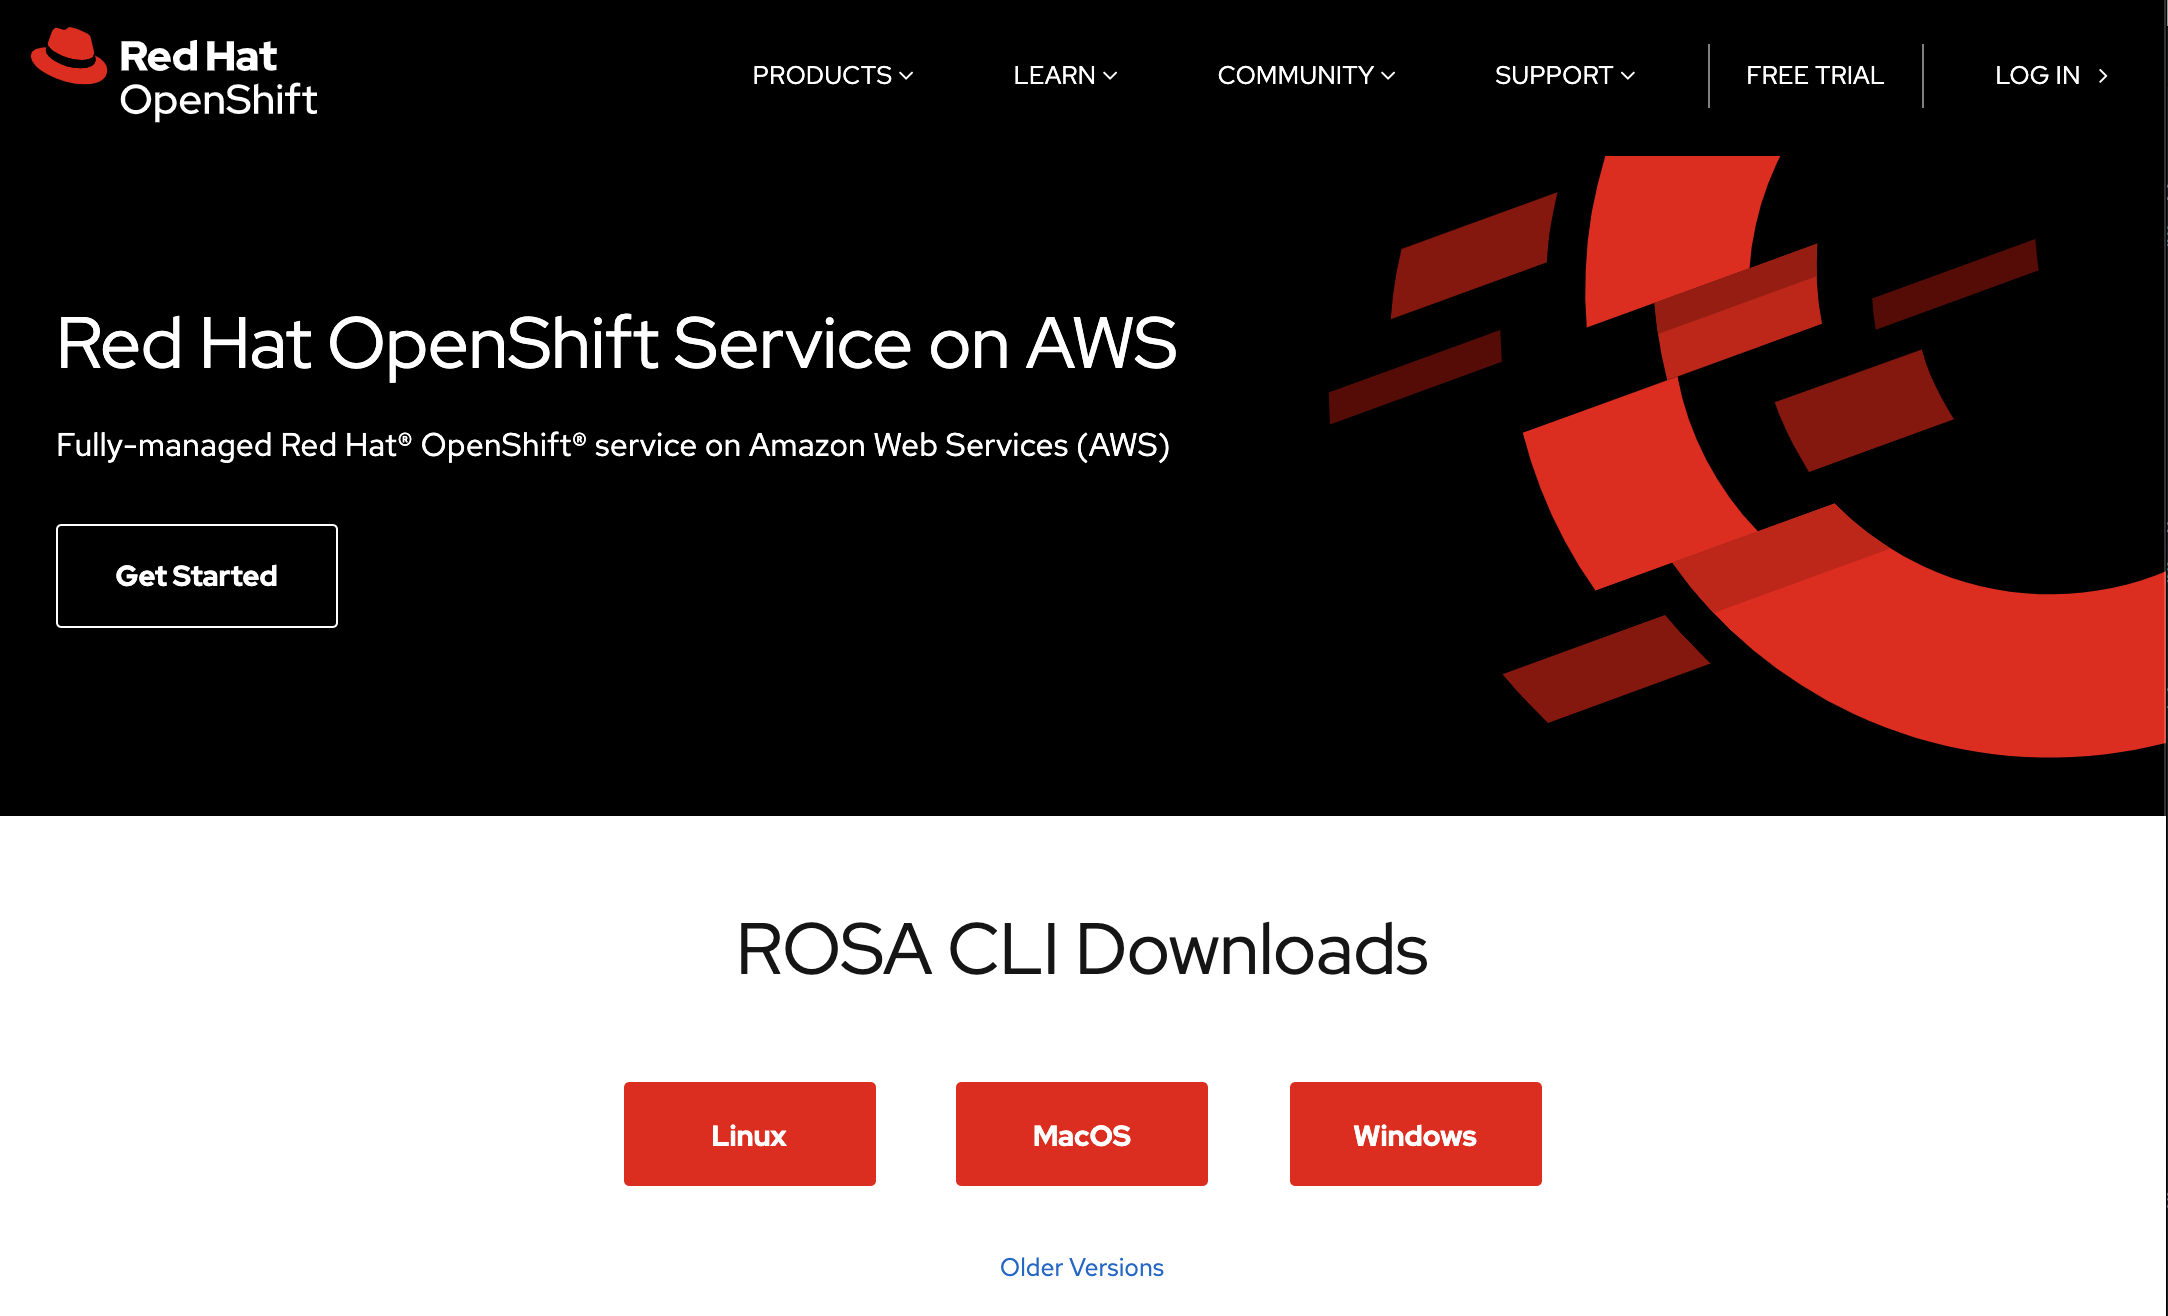 Red Hat
OpenShift
PRODUCTS
LEARN
COMMUNITY
SUPPORT
FREE TRIAL
LOG IN
Red Hat OpenShift Service on AWS
Fully-managed Red Hat® OpenShift® service on Amazon Web Services (AWS)
Get Started
ROSA CLI Downloads
Linux
MacOS
Windows
Older Versions